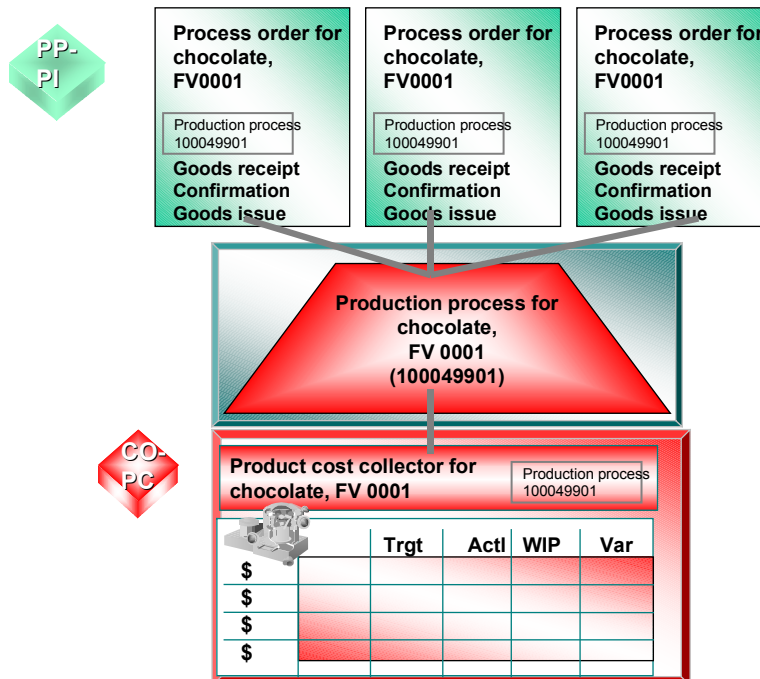 PP-
PI
Process order for
chocolate,
FV0001
Production process
100049901
Goods receipt
Confirmation
Goods issue
Process order for
chocolate,
FV0001
Production process
100049901
Goods receipt
Confirmation
Goods issue
Process order for
chocolate,
FV0001
Production process
100049901
Goods receipt
Confirmation
Goods issue
Production process for
chocolate,
FV 0001
(100049901)
CO-
PC
Product cost collector for
chocolate, FV 0001
Production process
100049901
Trgt Actl WIP Var
$
$
$
$